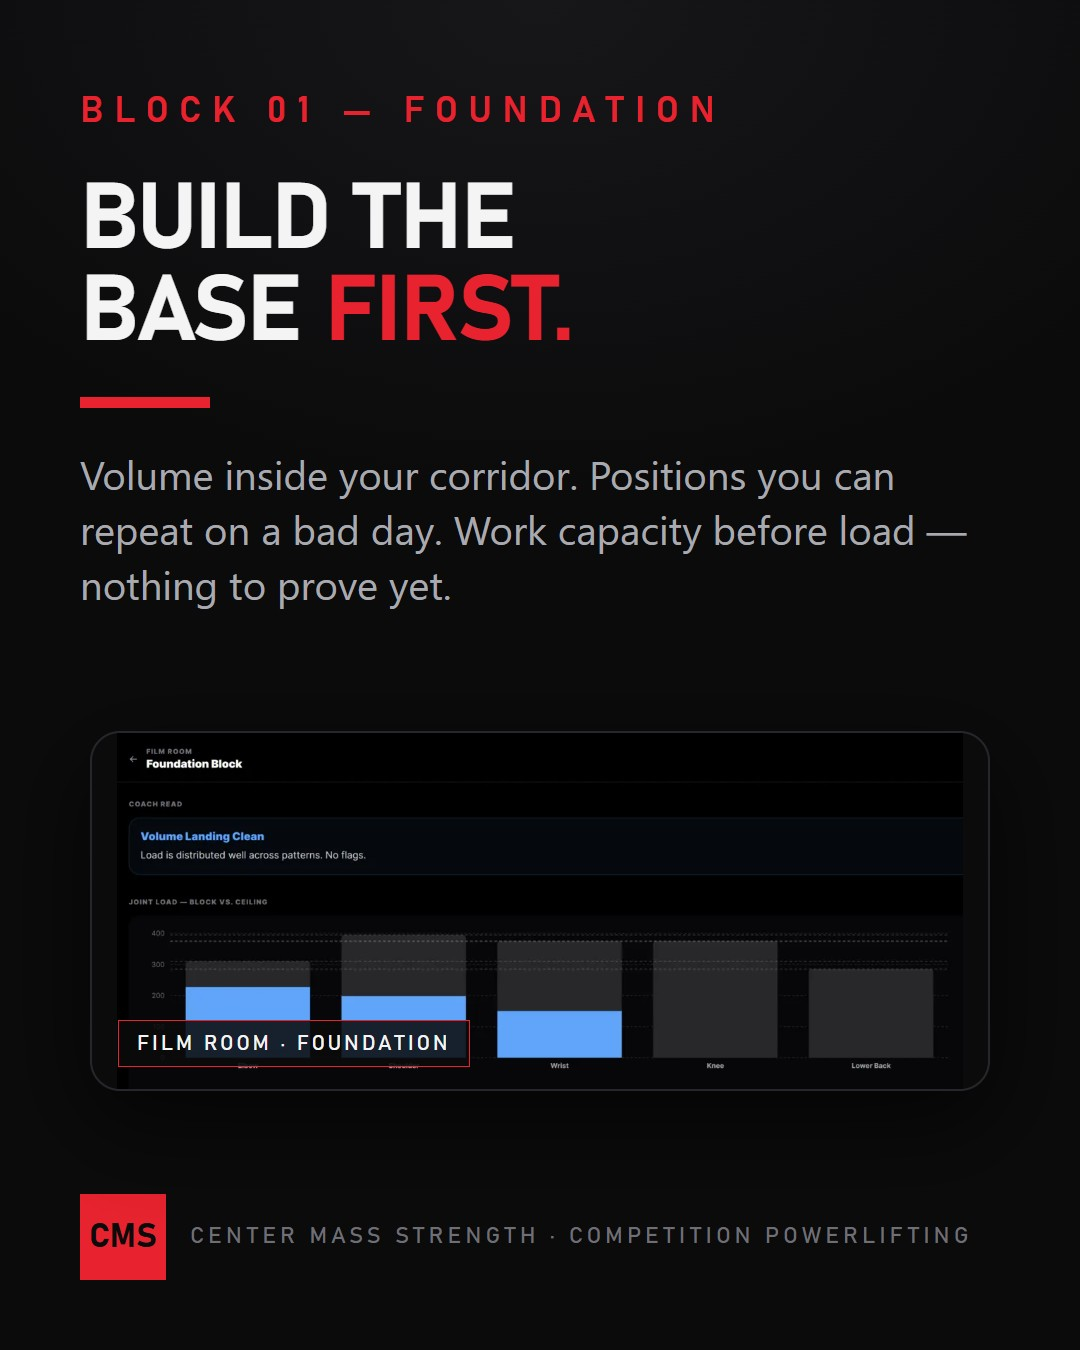 BLOCK 01 — FOUNDATION
BUILD THE
BASE FIRST.
Volume inside your corridor. Positions you can
repeat on a bad day. Work capacity before load —
nothing to prove yet.
← FILM ROOM
Foundation Block
COACH READ
Volume Landing Clean
Load is distributed well across patterns. No flags.
JOINT LOAD — BLOCK VS. CEILING
400
300
200
FILM ROOM · FOUNDATION
Wrist Knee Lower Back
CMS CENTER MASS STRENGTH · COMPETITION POWERLIFTING